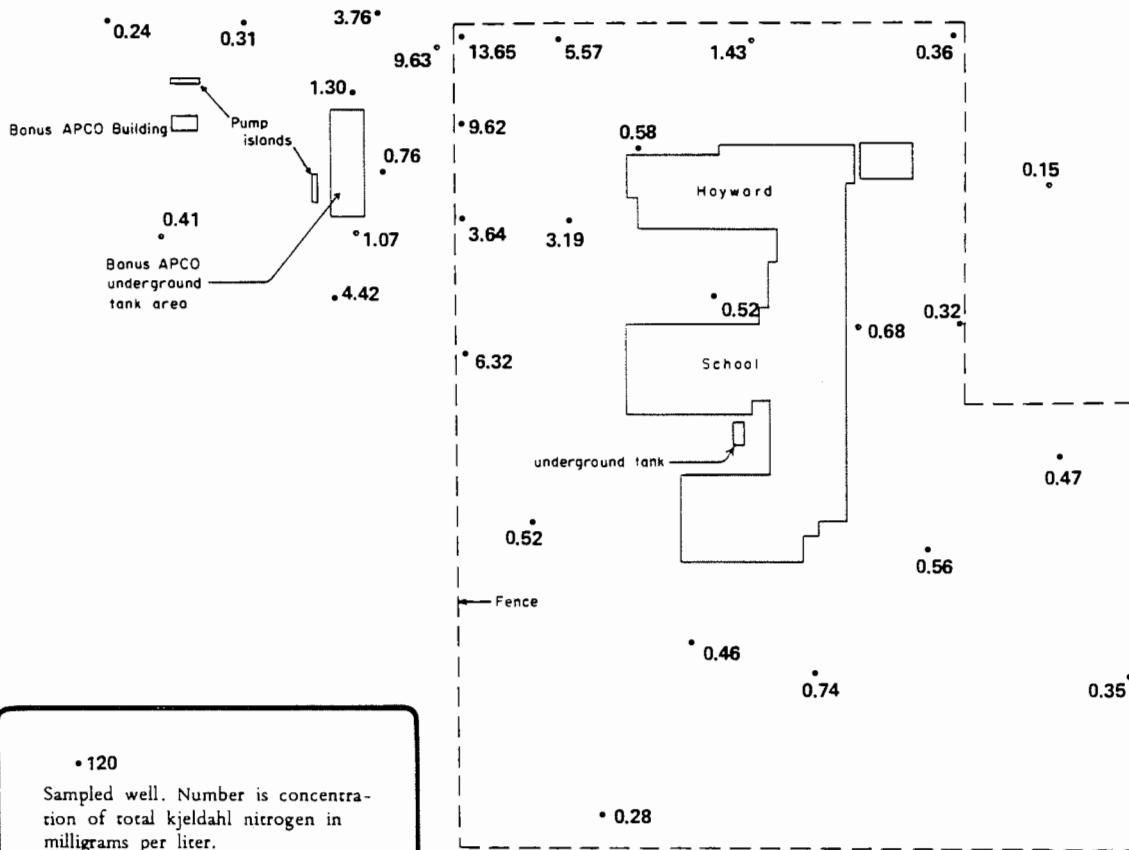 0.24
0.31
3.76
9.63
13.65
5.57
1.43
0.36
1.30
Bonus APCO Building
Pump
islands
9.62
0.58
0.76
Hayward
0.15
0.41
1.07
3.64
3.19
Bonus APCO
underground
tank area
4.42
0.52
0.32
0.68
6.32
School
underground tank
0.47
0.52
0.56
Fence
0.46
0.74
0.35
•120
Sampled well. Number is concentra-
tion of total kjeldahl nitrogen in
milligrams per liter.
0.28